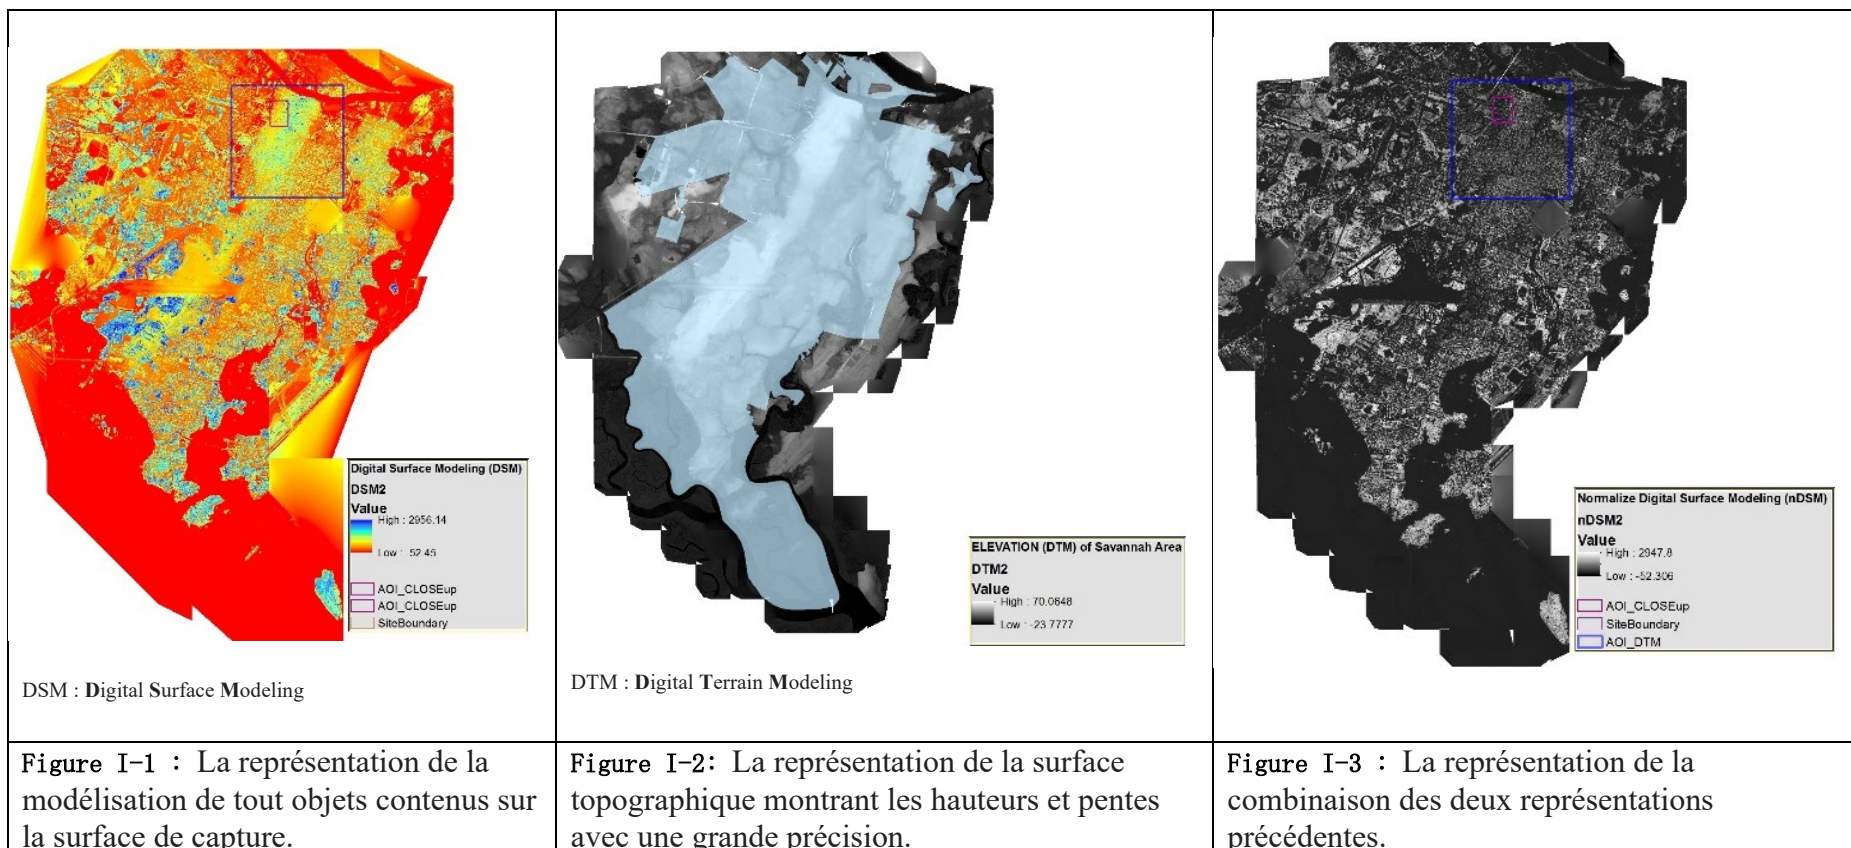 Digital Surface Modeling (DSM)
DSM2
Value
High : 2956.14
Low : -52.45
AOI_CLOSEup
AOI_CLOSEup
SiteBoundary
DSM : Digital Surface Modeling
Figure I-1 : La représentation de la
modélisation de tout objets contenus sur
la surface de capture.
ELEVATION (DTM) of Savannah Area
DTM2
Value
High : 70.0648
Low : -23.7777
DTM : Digital Terrain Modeling
Figure I-2: La représentation de la surface
topographique montrant les hauteurs et pentes
avec une grande précision.
Normalize Digital Surface Modeling (nDSM)
nDSM2
Value
High : 2947.8
Low : -52.306
AOI_CLOSEup
SiteBoundary
AOI_DTM
Figure I-3 : La représentation de la
combinaison des deux représentations
précédentes.